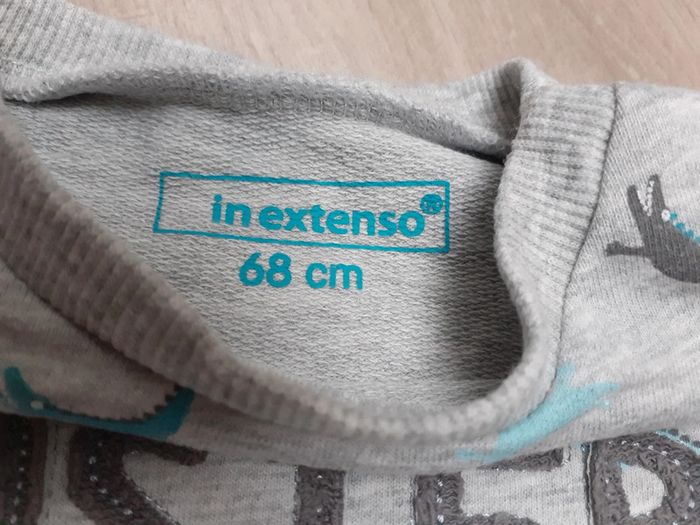 in extenso
68 cm